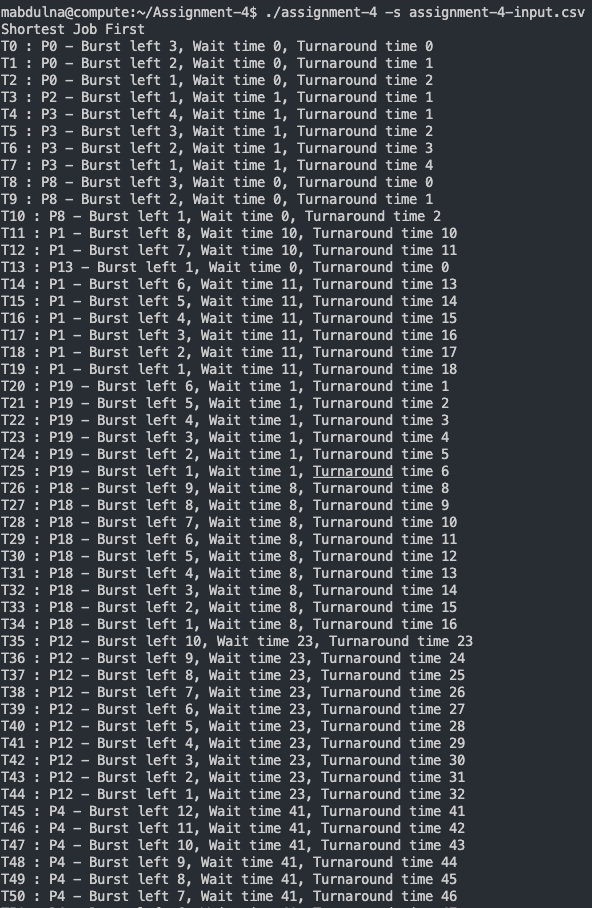 mabdulna@compute:~/Assignment-4$ ./assignment-4 -s assignment-4-input.csv
Shortest Job First
T0 : P0 – Burst left 3, Wait time 0, Turnaround time 0
T1 : P0 – Burst left 2, Wait time 0, Turnaround time 1
T2 : P0 – Burst left 1, Wait time 0, Turnaround time 2
T3 : P2 – Burst left 1, Wait time 1, Turnaround time 1
T4 : P3 – Burst left 4, Wait time 1, Turnaround time 1
T5 : P3 – Burst left 3, Wait time 1, Turnaround time 2
T6 : P3 – Burst left 2, Wait time 1, Turnaround time 3
T7 : P3 – Burst left 1, Wait time 1, Turnaround time 4
T8 : P8 – Burst left 3, Wait time 0, Turnaround time 0
T9 : P8 – Burst left 2, Wait time 0, Turnaround time 1
T10 : P8 – Burst left 1, Wait time 0, Turnaround time 2
T11 : P1 – Burst left 8, Wait time 10, Turnaround time 10
T12 : P1 – Burst left 7, Wait time 10, Turnaround time 11
T13 : P13 – Burst left 1, Wait time 0, Turnaround time 0
T14 : P1 – Burst left 6, Wait time 11, Turnaround time 13
T15 : P1 – Burst left 5, Wait time 11, Turnaround time 14
T16 : P1 – Burst left 4, Wait time 11, Turnaround time 15
T17 : P1 – Burst left 3, Wait time 11, Turnaround time 16
T18 : P1 – Burst left 2, Wait time 11, Turnaround time 17
T19 : P1 – Burst left 1, Wait time 11, Turnaround time 18
T20 : P19 – Burst left 6, Wait time 1, Turnaround time 1
T21 : P19 – Burst left 5, Wait time 1, Turnaround time 2
T22 : P19 – Burst left 4, Wait time 1, Turnaround time 3
T23 : P19 – Burst left 3, Wait time 1, Turnaround time 4
T24 : P19 – Burst left 2, Wait time 1, Turnaround time 5
T25 : P19 – Burst left 1, Wait time 1, Turnaround time 6
T26 : P18 – Burst left 9, Wait time 8, Turnaround time 8
T27 : P18 – Burst left 8, Wait time 8, Turnaround time 9
T28 : P18 – Burst left 7, Wait time 8, Turnaround time 10
T29 : P18 – Burst left 6, Wait time 8, Turnaround time 11
T30 : P18 – Burst left 5, Wait time 8, Turnaround time 12
T31 : P18 – Burst left 4, Wait time 8, Turnaround time 13
T32 : P18 – Burst left 3, Wait time 8, Turnaround time 14
T33 : P18 – Burst left 2, Wait time 8, Turnaround time 15
T34 : P18 – Burst left 1, Wait time 8, Turnaround time 16
T35 : P12 – Burst left 10, Wait time 23, Turnaround time 23
T36 : P12 – Burst left 9, Wait time 23, Turnaround time 24
T37 : P12 – Burst left 8, Wait time 23, Turnaround time 25
T38 : P12 – Burst left 7, Wait time 23, Turnaround time 26
T39 : P12 – Burst left 6, Wait time 23, Turnaround time 27
T40 : P12 – Burst left 5, Wait time 23, Turnaround time 28
T41 : P12 – Burst left 4, Wait time 23, Turnaround time 29
T42 : P12 – Burst left 3, Wait time 23, Turnaround time 30
T43 : P12 – Burst left 2, Wait time 23, Turnaround time 31
T44 : P12 – Burst left 1, Wait time 23, Turnaround time 32
T45 : P4 – Burst left 12, Wait time 41, Turnaround time 41
T46 : P4 – Burst left 11, Wait time 41, Turnaround time 42
T47 : P4 – Burst left 10, Wait time 41, Turnaround time 43
T48 : P4 – Burst left 9, Wait time 41, Turnaround time 44
T49 : P4 – Burst left 8, Wait time 41, Turnaround time 45
T50 : P4 – Burst left 7, Wait time 41, Turnaround time 46